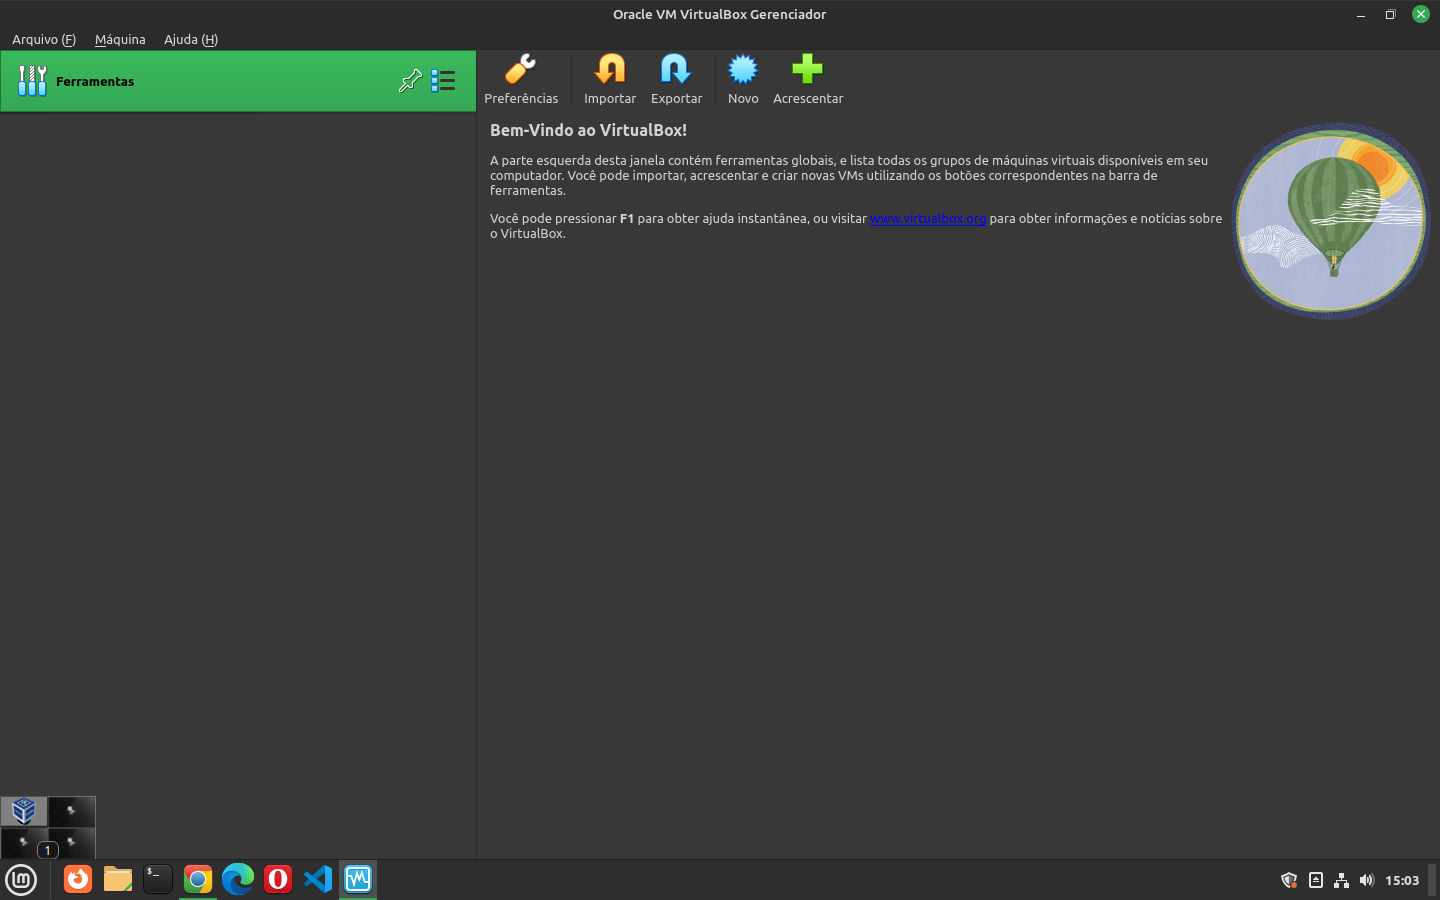 Oracle VM VirtualBox Gerenciador
Arquivo (F) Máquina Ajuda (H)
Ferramentas
Preferências Importar Exportar Novo Acrescentar
Bem-Vindo ao VirtualBox!
A parte esquerda desta janela contém ferramentas globais, e lista todas os grupos de máquinas virtuais disponíveis em seu
computador. Você pode importar, acrescentar e criar novas VMs utilizando os botões correspondentes na barra de
ferramentas.
Você pode pressionar F1 para obter ajuda instantânea, ou visitar www.virtualbox.org para obter informações e notícias sobre
o VirtualBox.
1
15:03